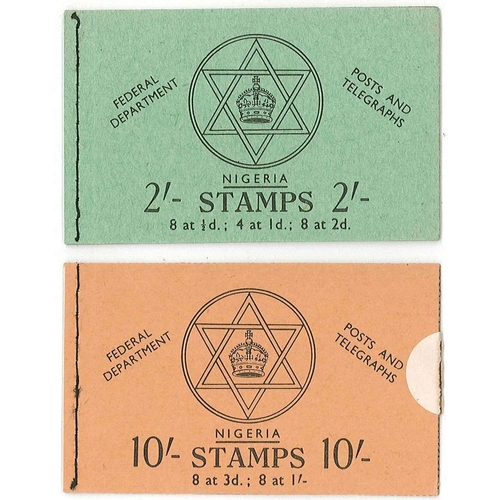 FEDERAL
DEPARTMENT
POSTS AND
TELEGRAPHS
NIGERIA
2/- STAMPS 2/-
8 at ½d.; 4 at 1d.; 8 at 2d.
FEDERAL
DEPARTMENT
POSTS AND
TELEGRAPHS
NIGERIA
10/- STAMPS 10/-
8 at 3d.; 8 at 1/-